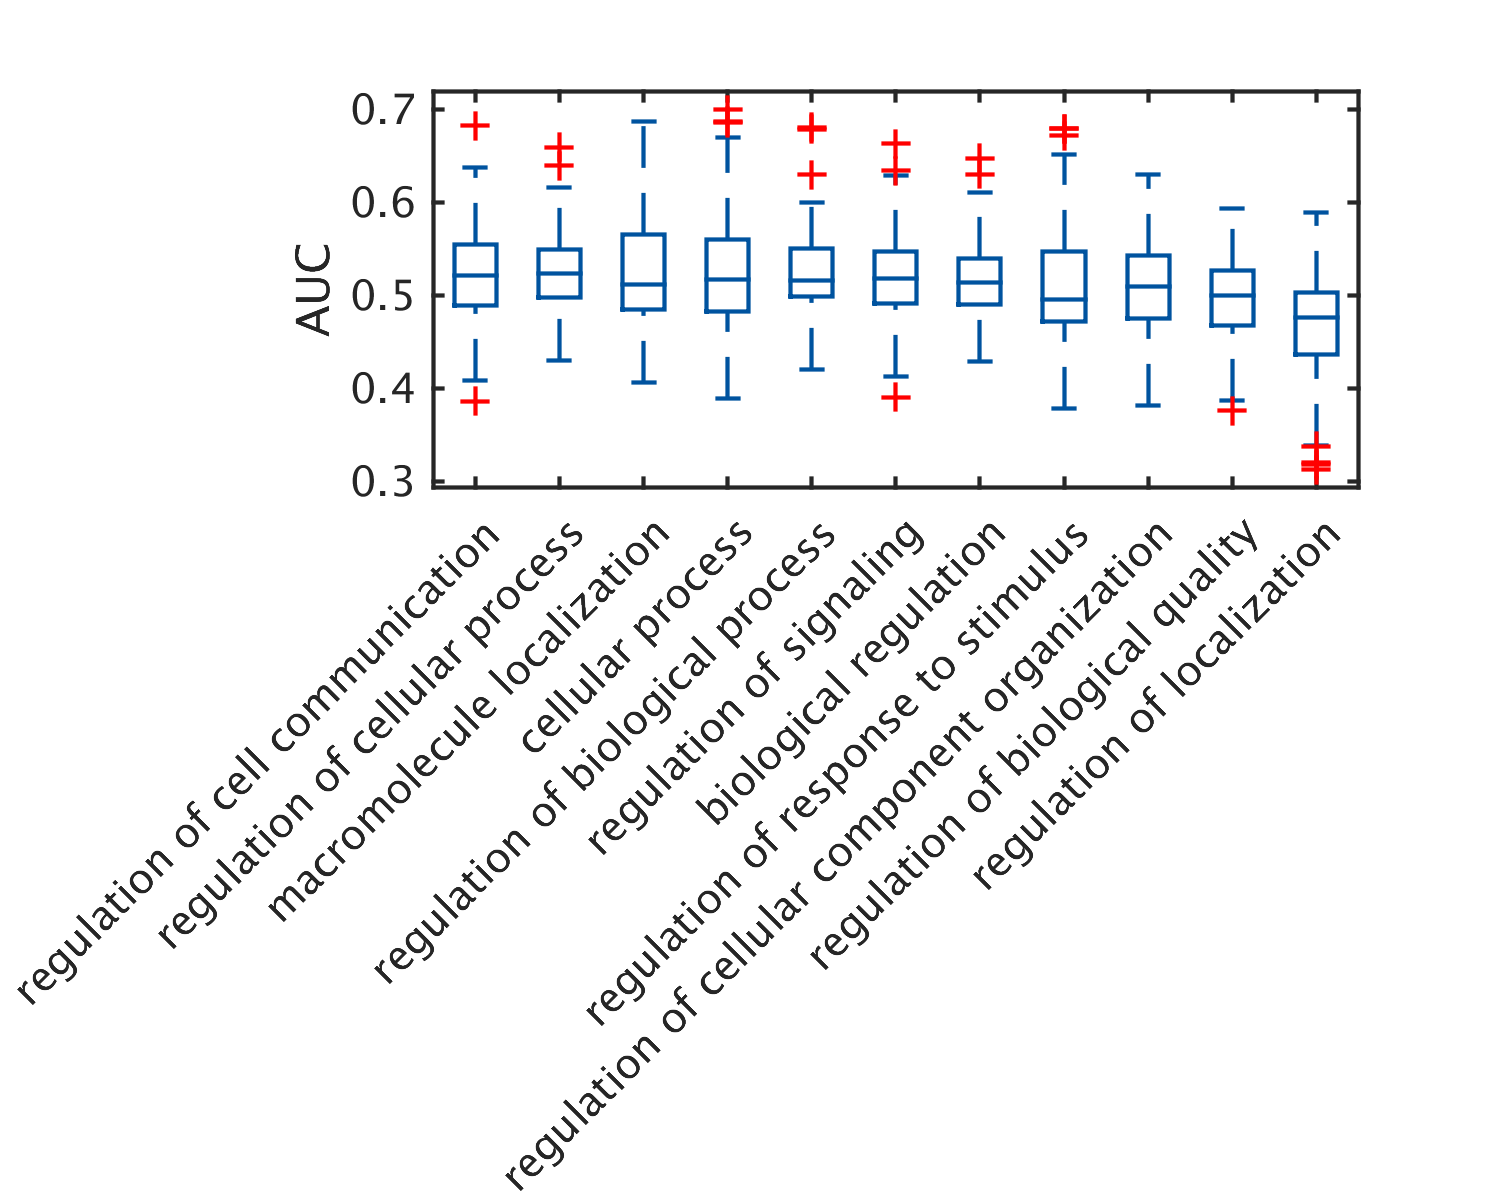 0.7
0.6
0.5
0.4
0.3
AUC
regulation of cell communication
regulation of cellular process
macromolecule localization
cellular process
regulation of biological process
regulation of signaling
biological regulation
regulation of response to stimulus
regulation of cellular component organization
regulation of biological quality
regulation of localization